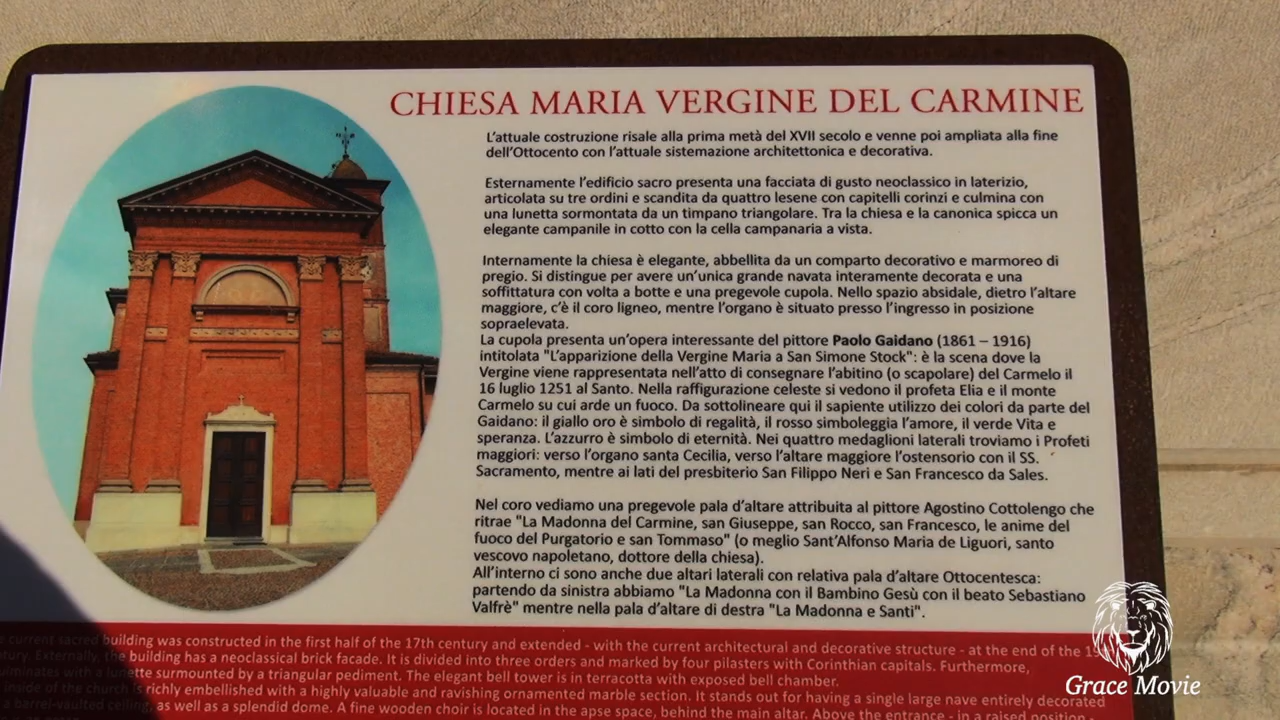 CHIESA MARIA VERGINE DEL CARMINE
L'attuale costruzione risale alla prima metà del XVII secolo e venne poi ampliata alla fine
dell'Ottocento con l'attuale sistemazione architettonica e decorativa.
Esternamente l'edificio sacro presenta una facciata di gusto neoclassico in laterizio,
articolata su tre ordini e scandita da quattro lesene con capitelli corinzi e culmina con
una lunetta sormontata da un timpano triangolare. Tra la chiesa e la canonica spicca un
elegante campanile in cotto con la cella campanaria a vista.
Internamente la chiesa è elegante, abbellita da un comparto decorativo e marmoreo di
pregio. Si distingue per avere un'unica grande navata interamente decorata e una
soffittatura con volta a botte e una pregevole cupola. Nello spazio absidale, dietro l'altare
maggiore, c'è il coro ligneo, mentre l'organo è situato presso l'ingresso in posizione
sopraelevata.
La cupola presenta un'opera interessante del pittore Paolo Gaidano (1861 – 1916)
intitolata "L'apparizione della Vergine Maria a San Simone Stock": è la scena dove la
Vergine viene rappresentata nell'atto di consegnare l'abitino (o scapolare) del Carmelo il
16 luglio 1251 al Santo. Nella raffigurazione celeste si vedono il profeta Elia e il monte
Carmelo su cui arde un fuoco. Da sottolineare qui il sapiente utilizzo dei colori da parte del
Gaidano: il giallo oro è simbolo di regalità, il rosso simboleggia l'amore, il verde Vita e
speranza. L'azzurro è simbolo di eternità. Nei quattro medaglioni laterali troviamo i Profeti
maggiori: verso l'organo santa Cecilia, verso l'altare maggiore l'ostensorio con il SS.
Sacramento, mentre ai lati del presbiterio San Filippo Neri e San Francesco da Sales.
Nel coro vediamo una pregevole pala d'altare attribuita al pittore Agostino Cottolengo che
ritrae "La Madonna del Carmine, san Giuseppe, san Rocco, san Francesco, le anime del
fuoco del Purgatorio e san Tommaso" (o meglio Sant'Alfonso Maria de Liguori, santo
vescovo napoletano, dottore della chiesa).
All'interno ci sono anche due altari laterali con relativa pala d'altare Ottocentesca:
partendo da sinistra abbiamo "La Madonna con il Bambino Gesù con il beato Sebastiano
Valfrè" mentre nella pala d'altare di destra "La Madonna e Santi".
current sacred building was constructed in the first half of the 17th century and extended - with the current architectural and decorative structure - at the end of the
Externally, the building has a neoclassical brick facade. It is divided into three orders and marked by four pilasters with Corinthian capitals. Furthermore,
with a lunette surmounted by a triangular pediment. The elegant bell tower is in terracotta with exposed bell chamber.
inside of the church is richly embellished with a highly valuable and ravishing ornamented marble section. It stands out for having a single large nave entirely decorated
a barrel-vaulted ceiling, as well as a splendid dome. A fine wooden choir is located in the apse space, behind the main altar. Above the entrance - in a raised position -
Grace Movie